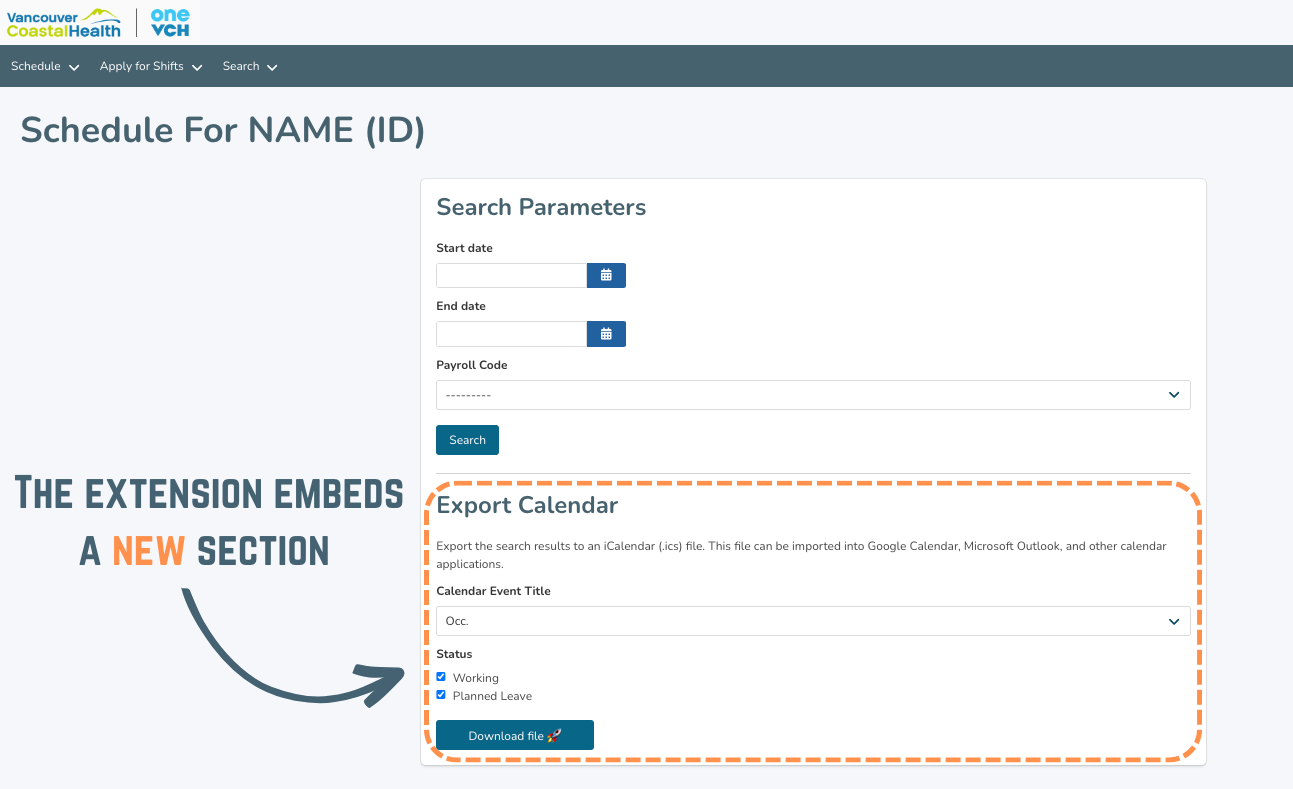 Vancouver
CoastalHealth
one
VCH
Schedule Apply for Shifts Search
Schedule For NAME (ID)
Search Parameters
Start date
End date
Payroll Code
---------
Search
THE EXTENSION EMBEDS
A NEW SECTION
Export Calendar
Export the search results to an iCalendar (.ics) file. This file can be imported into Google Calendar, Microsoft Outlook, and other calendar
applications.
Calendar Event Title
Occ.
Status
Working
Planned Leave
Download file 🚀